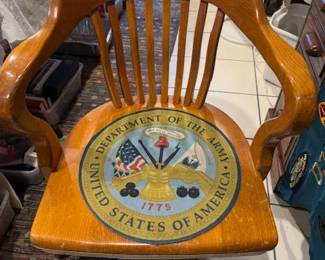 DEPARTMENT OF THE ARMY
UNITED STATES OF AMERICA
1775